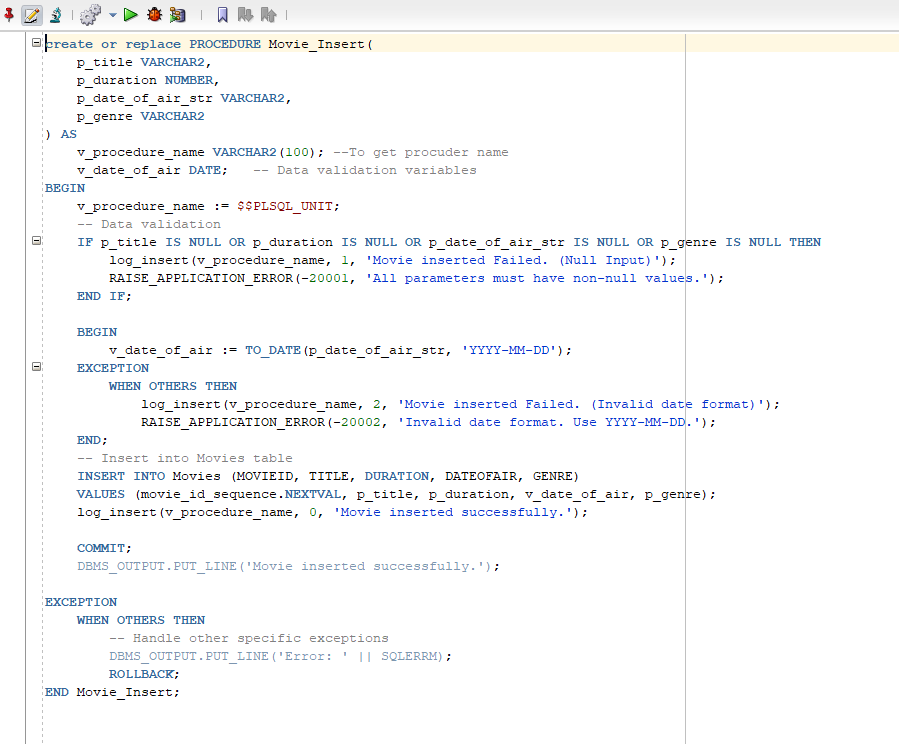 create or replace PROCEDURE Movie_Insert(
    p_title VARCHAR2,
    p_duration NUMBER,
    p_date_of_air_str VARCHAR2,
    p_genre VARCHAR2
) AS
    v_procedure_name VARCHAR2(100); --To get procuder name
    v_date_of_air DATE;   -- Data validation variables
BEGIN
    v_procedure_name := $$PLSQL_UNIT;
    -- Data validation
    IF p_title IS NULL OR p_duration IS NULL OR p_date_of_air_str IS NULL OR p_genre IS NULL THEN
        log_insert(v_procedure_name, 1, 'Movie inserted Failed. (Null Input)');
        RAISE_APPLICATION_ERROR(-20001, 'All parameters must have non-null values.');
    END IF;

    BEGIN
        v_date_of_air := TO_DATE(p_date_of_air_str, 'YYYY-MM-DD');
    EXCEPTION
        WHEN OTHERS THEN
            log_insert(v_procedure_name, 2, 'Movie inserted Failed. (Invalid date format)');
            RAISE_APPLICATION_ERROR(-20002, 'Invalid date format. Use YYYY-MM-DD.');
    END;
    -- Insert into Movies table
    INSERT INTO Movies (MOVIEID, TITLE, DURATION, DATEOFAIR, GENRE)
    VALUES (movie_id_sequence.NEXTVAL, p_title, p_duration, v_date_of_air, p_genre);
    log_insert(v_procedure_name, 0, 'Movie inserted successfully.');

    COMMIT;
    DBMS_OUTPUT.PUT_LINE('Movie inserted successfully.');

EXCEPTION
    WHEN OTHERS THEN
        -- Handle other specific exceptions
        DBMS_OUTPUT.PUT_LINE('Error: ' || SQLERRM);
        ROLLBACK;
END Movie_Insert;